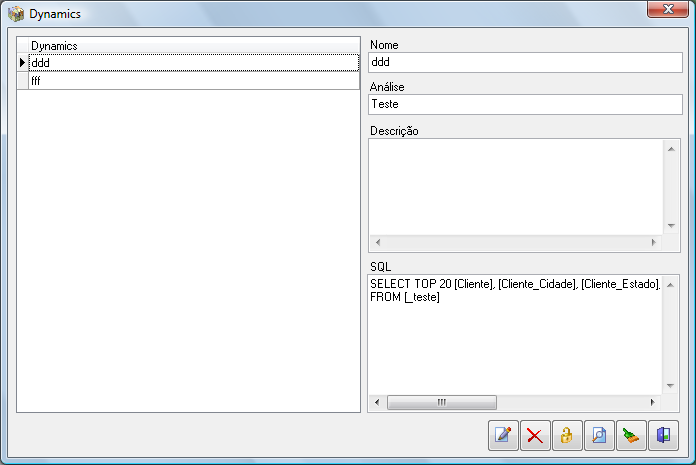 Dynamics
Dynamics
ddd
fff
Nome
ddd
Análise
Teste
Descrição
SQL
SELECT TOP 20 [Cliente], [Cliente_Cidade], [Cliente_Estado],
FROM [_teste]